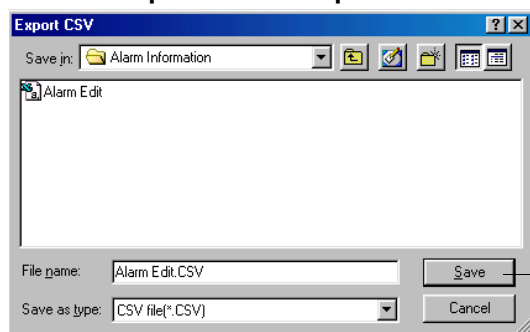 Export CSV
Save in: Alarm Information
Alarm Edit
File name: Alarm Edit.CSV
Save
Save as type: CSV file(*.CSV)
Cancel